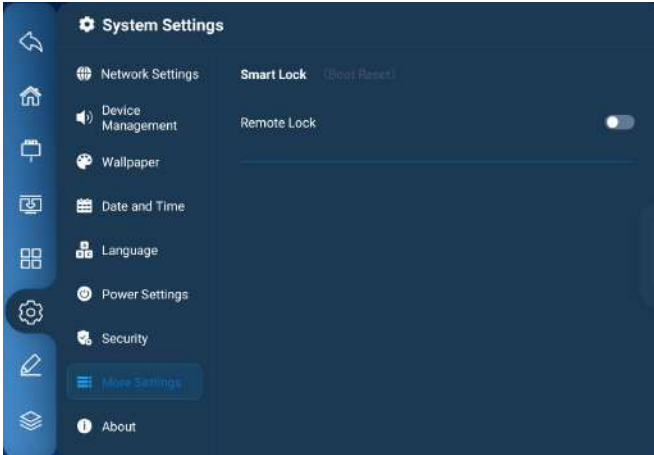 System Settings
Network Settings
Smart Lock (Boot Reset)
Device
Management
Remote Lock
Wallpaper
Date and Time
Language
Power Settings
Security
More Settings
About